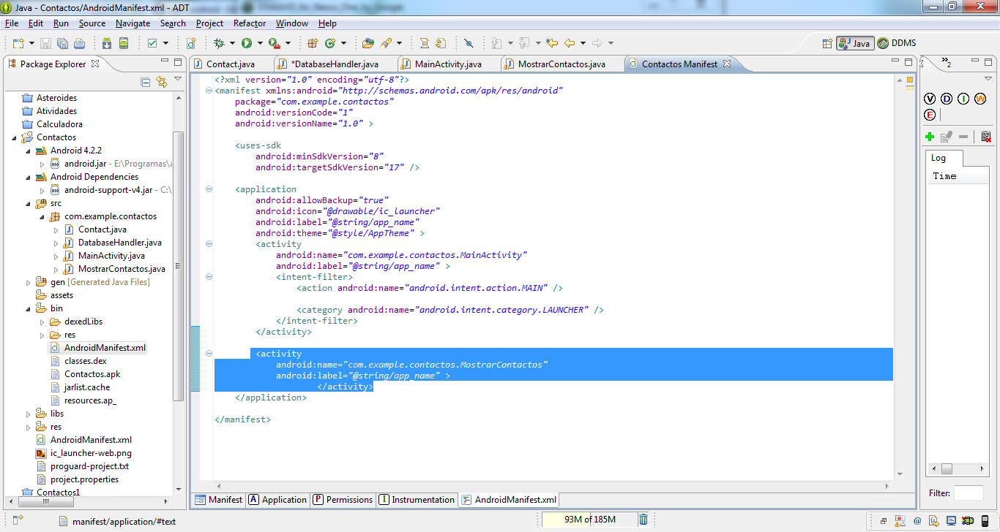 Java - Contactos/AndroidManifest.xml - ADT
File Edit Run Source Navigate Search Project Refactor Window Help
Java DDMS
Package Explorer
Contact.java *DatabaseHandler.java MainActivity.java MostrarContactos.java Contactos Manifest
2
Asteroides
Atividades
Calculadora
Contactos
Android 4.2.2
android.jar - E:\Programas\a
Android Dependencies
android-support-v4.jar - C:\
src
com.example.contactos
Contact.java
DatabaseHandler.java
MainActivity.java
MostrarContactos.java
gen [Generated Java Files]
assets
bin
dexedLibs
res
AndroidManifest.xml
classes.dex
Contactos.apk
jarlist.cache
resources.ap_
libs
res
AndroidManifest.xml
ic_launcher-web.png
proguard-project.txt
project.properties
Contactos1
<?xml version="1.0" encoding="utf-8"?>
<manifest xmlns:android="http://schemas.android.com/apk/res/android"
package="com.example.contactos"
android:versionCode="1"
android:versionName="1.0" >
<uses-sdk
android:minSdkVersion="8"
android:targetSdkVersion="17" />
<application
android:allowBackup="true"
android:icon="@drawable/ic_launcher"
android:label="@string/app_name"
android:theme="@style/AppTheme" >
<activity
android:name="com.example.contactos.MainActivity"
android:label="@string/app_name" >
<intent-filter>
<action android:name="android.intent.action.MAIN" />
<category android:name="android.intent.category.LAUNCHER" />
</intent-filter>
</activity>
<activity
android:name="com.example.contactos.MostrarContactos"
android:label="@string/app_name" >
</activity>
</application>
</manifest>
V D I W
E
Log
Time
Filter:
Manifest A Application P Permissions I Instrumentation AndroidManifest.xml
manifest/application/#text
93M of 185M